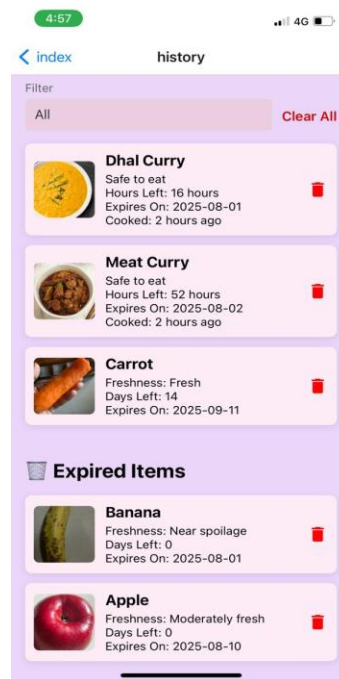 4:57
4G
index
history
Filter
All
Clear All
Dhal Curry
Safe to eat
Hours Left: 16 hours
Expires On: 2025-08-01
Cooked: 2 hours ago
Meat Curry
Safe to eat
Hours Left: 52 hours
Expires On: 2025-08-02
Cooked: 2 hours ago
Carrot
Freshness: Fresh
Days Left: 14
Expires On: 2025-09-11
Expired Items
Banana
Freshness: Near spoilage
Days Left: 0
Expires On: 2025-08-01
Apple
Freshness: Moderately fresh
Days Left: 0
Expires On: 2025-08-10